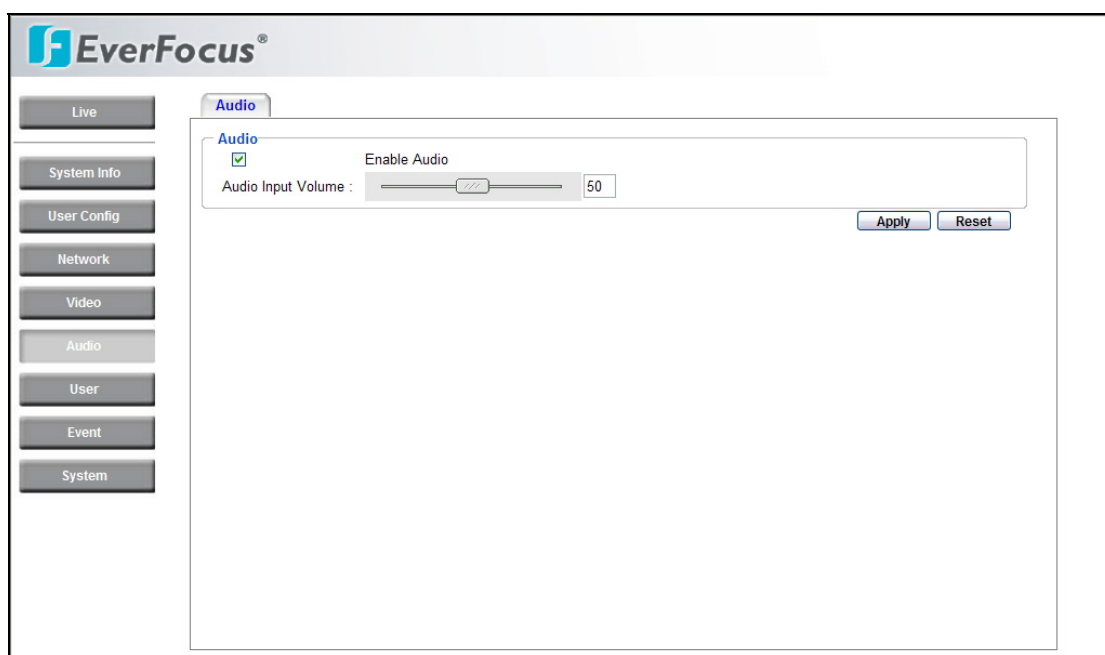 EverFocus®
Live
System Info
User Config
Network
Video
Audio
User
Event
System
Audio
Audio
Enable Audio
Audio Input Volume : 50
Apply Reset